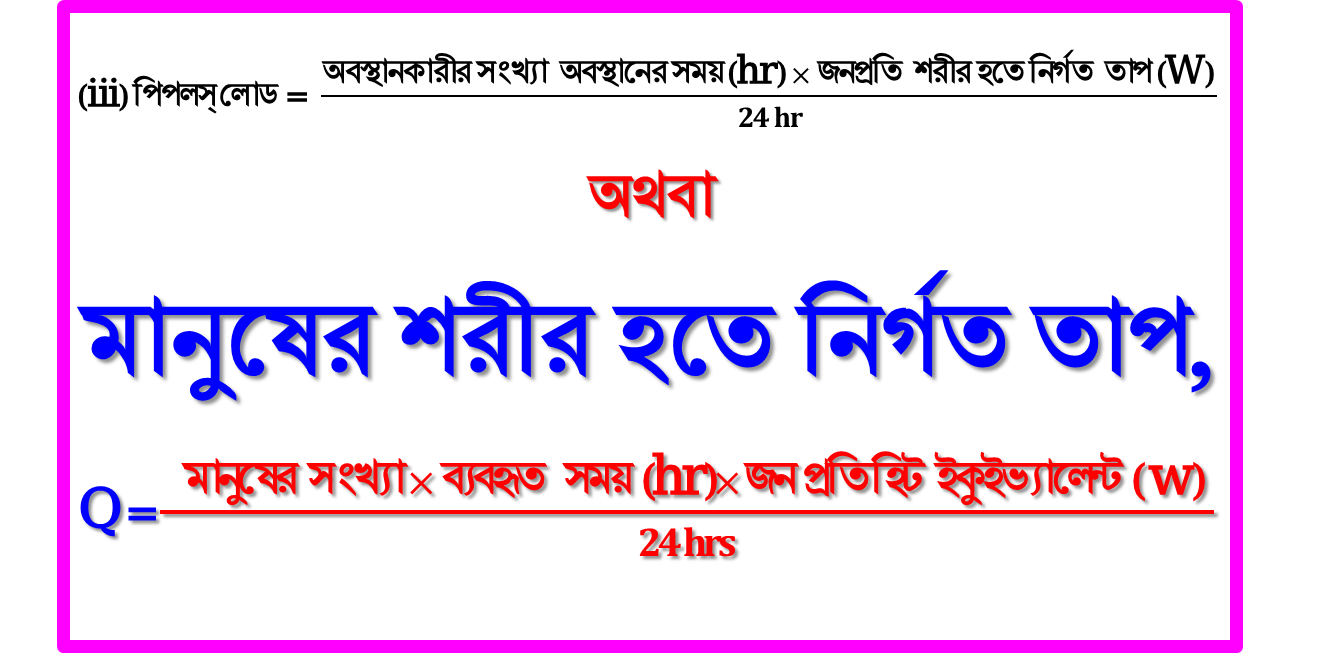 (iii) পিপলস্ লোড = অবস্থানকারীর সংখ্যা অবস্থানের সময় (hr) × জনপ্রতি শরীর হতে নির্গত তাপ (W)
24 hr
অথবা
মানুষের শরীর হতে নির্গত তাপ,
Q = মানুষের সংখ্যা × ব্যবহৃত সময় (hr)× জন প্রতি হিট ইকুইভ্যালেন্ট (w)
24 hrs